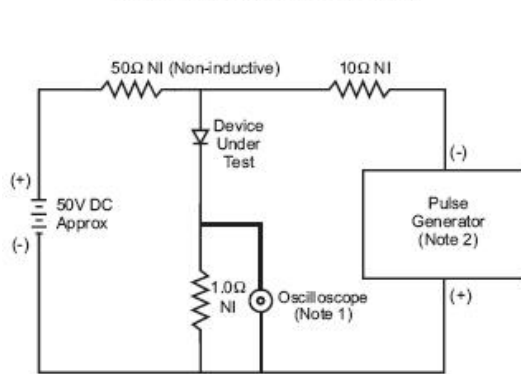 50Ω NI (Non-inductive)
10Ω NI
Device
Under
Test
(+)
50V DC
Approx
(-)
(-)
Pulse
Generator
(Note 2)
(+)
1.0Ω
NI
Oscilloscope
(Note 1)